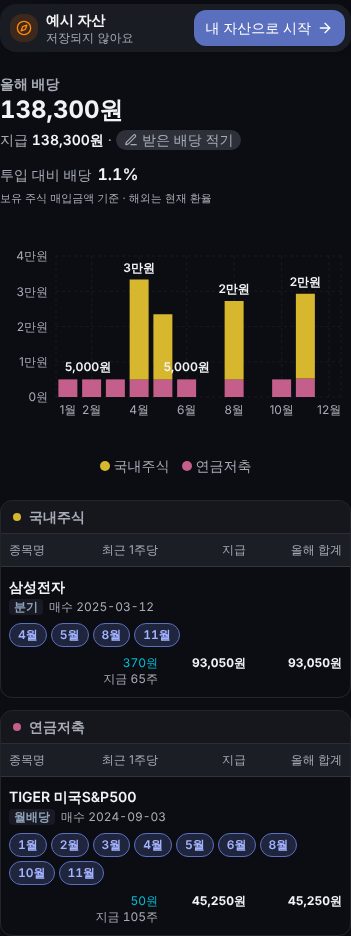 예시 자산
저장되지 않아요
내 자산으로 시작 →
올해 배당
138,300원
지급 138,300원 · 받은 배당 적기
투입 대비 배당 1.1%
보유 주식 매입금액 기준 · 해외는 현재 환율
4만원
3만원
2만원
1만원
0원
5,000원
3만원
5,000원
2만원
2만원
1월 2월 4월 6월 8월 10월 12월
국내주식 연금저축
국내주식
종목명 최근 1주당 지급 올해 합계
삼성전자
분기 매수 2025-03-12
4월 5월 8월 11월
370원 93,050원 93,050원
지금 65주
연금저축
종목명 최근 1주당 지급 올해 합계
TIGER 미국S&P500
월배당 매수 2024-09-03
1월 2월 3월 4월 5월 6월 8월
10월 11월
50원 45,250원 45,250원
지금 105주